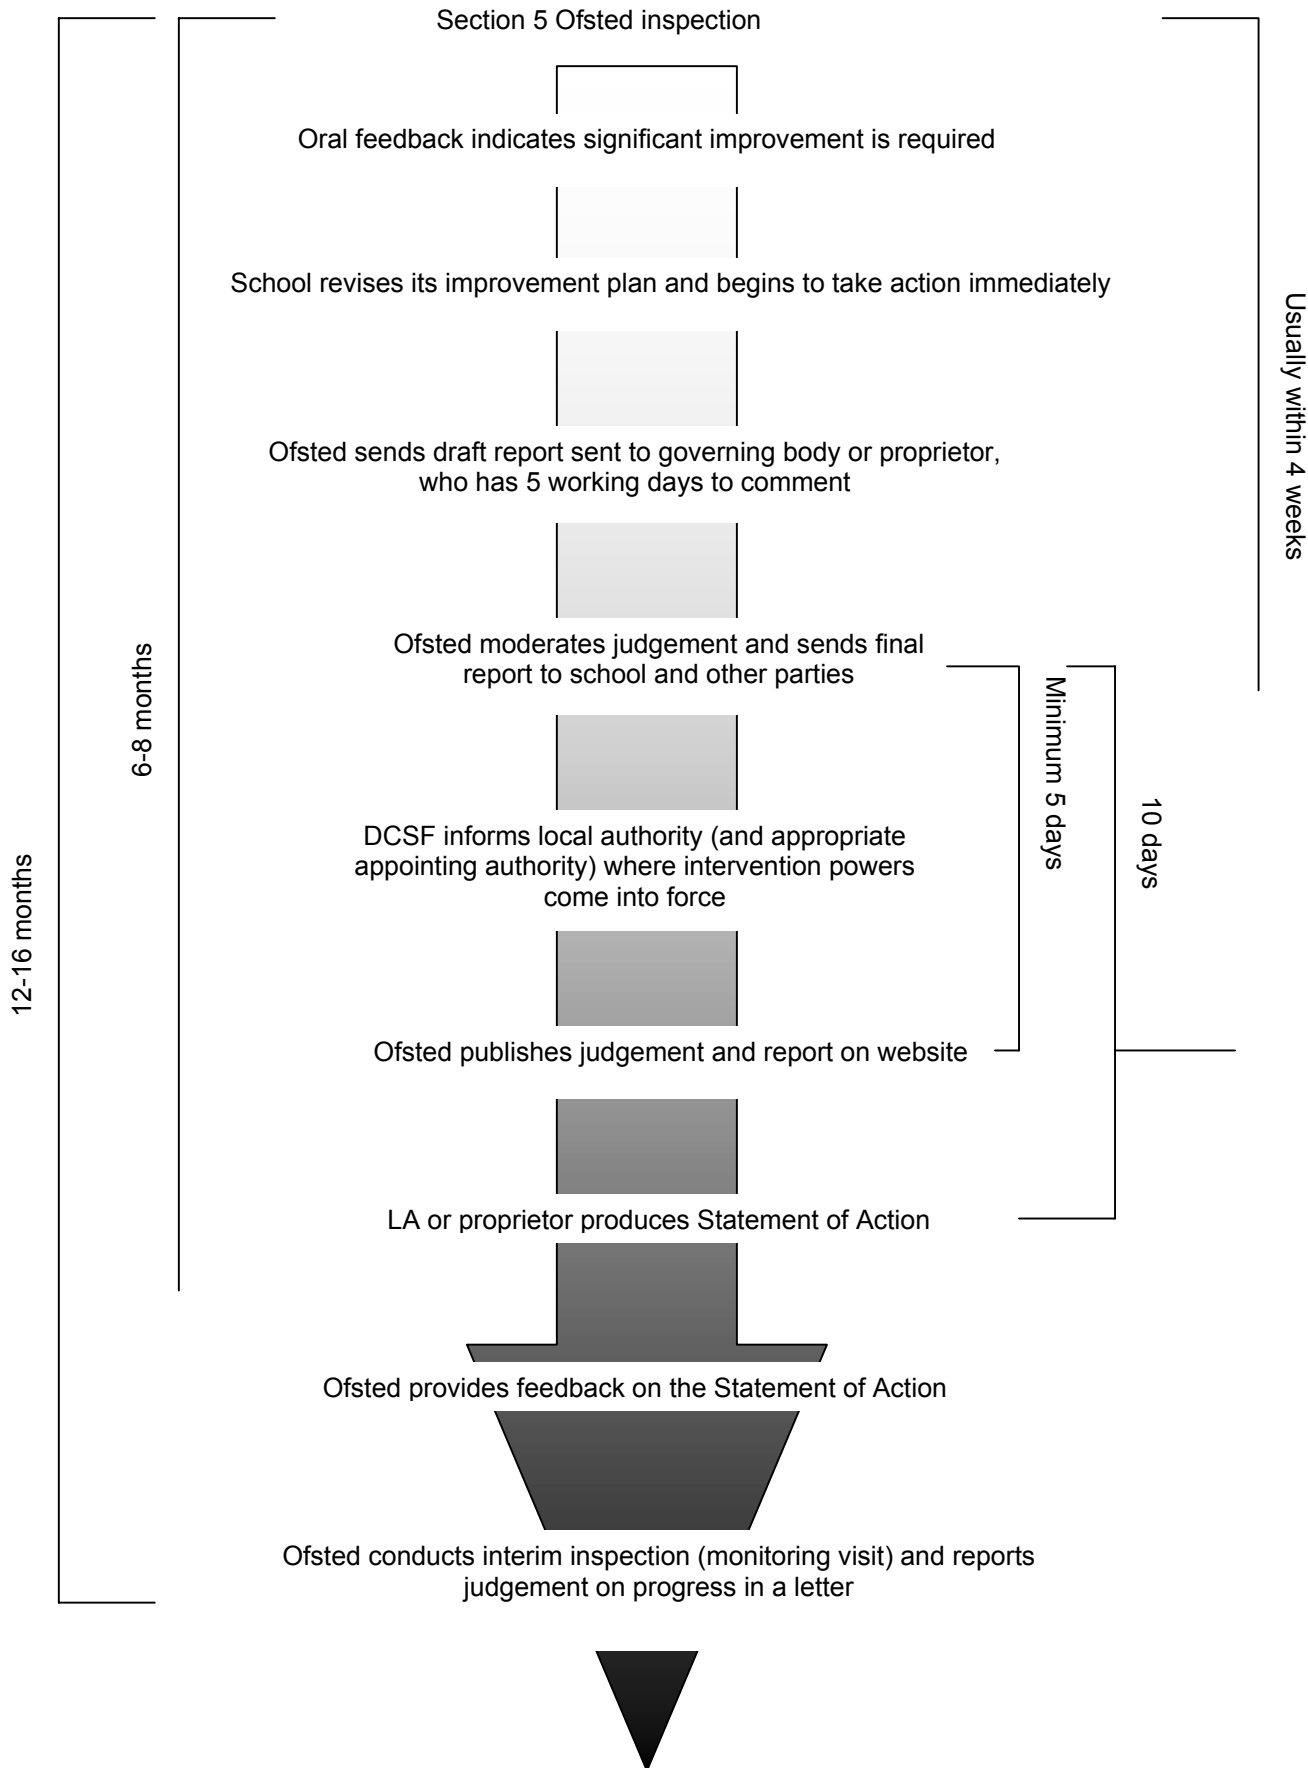 Section 5 Ofsted inspection
Oral feedback indicates significant improvement is required
School revises its improvement plan and begins to take action immediately
Ofsted sends draft report sent to governing body or proprietor,
who has 5 working days to comment
Ofsted moderates judgement and sends final
report to school and other parties
DCSF informs local authority (and appropriate
appointing authority) where intervention powers
come into force
Ofsted publishes judgement and report on website
LA or proprietor produces Statement of Action
Ofsted provides feedback on the Statement of Action
Ofsted conducts interim inspection (monitoring visit) and reports
judgement on progress in a letter
12-16 months
6-8 months
Minimum 5 days
10 days
Usually within 4 weeks